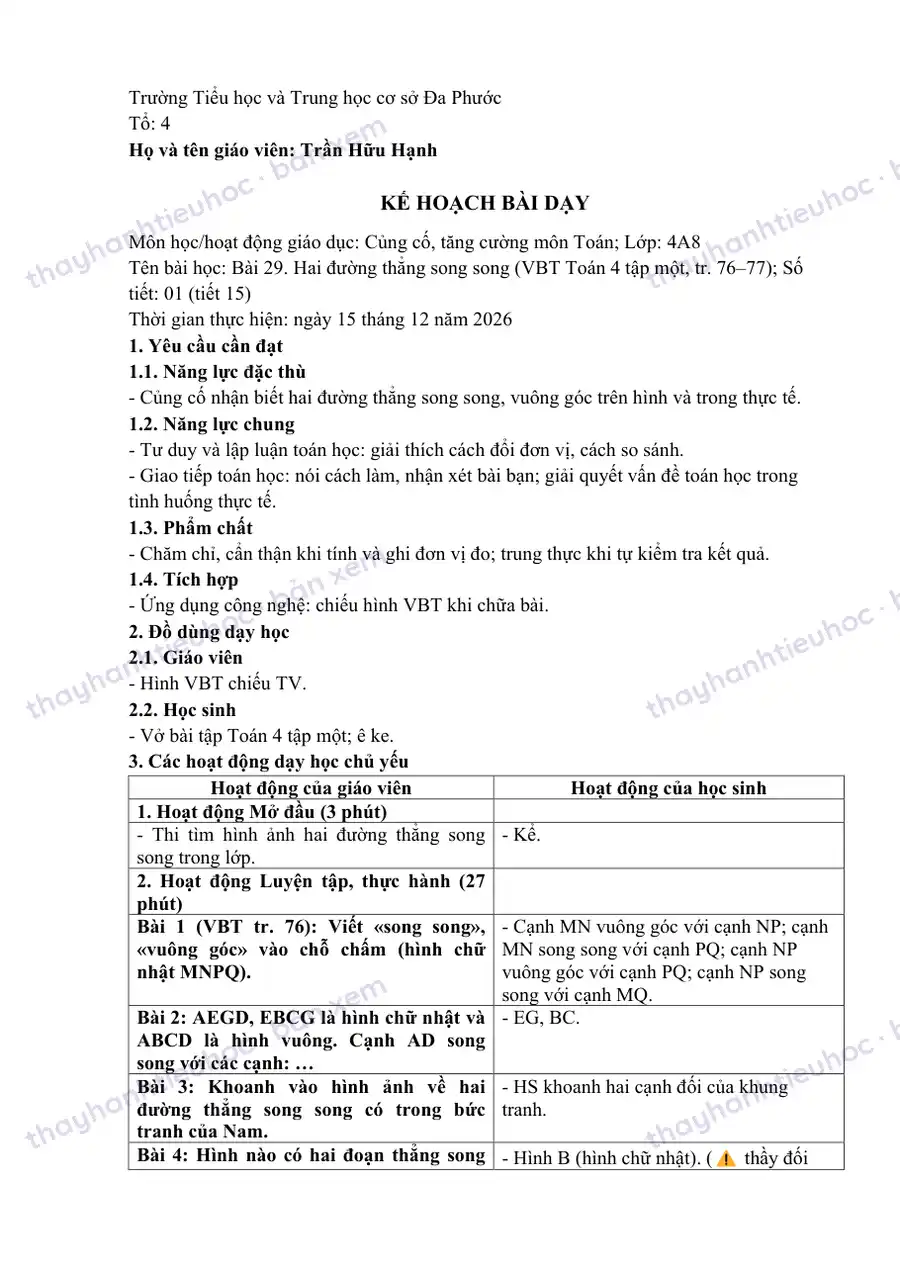 Trường Tiểu học và Trung học cơ sở Đa Phước
Tổ: 4
Họ và tên giáo viên: Trần Hữu Hạnh
KẾ HOẠCH BÀI DẠY
Môn học/hoạt động giáo dục: Củng cố, tăng cường môn Toán; Lớp: 4A8
Tên bài học: Bài 29. Hai đường thẳng song song (VBT Toán 4 tập một, tr. 76–77); Số
tiết: 01 (tiết 15)
Thời gian thực hiện: ngày 15 tháng 12 năm 2026
1. Yêu cầu cần đạt
1.1. Năng lực đặc thù
- Củng cố nhận biết hai đường thẳng song song, vuông góc trên hình và trong thực tế.
1.2. Năng lực chung
- Tư duy và lập luận toán học: giải thích cách đổi đơn vị, cách so sánh.
- Giao tiếp toán học: nói cách làm, nhận xét bài bạn; giải quyết vấn đề toán học trong
tình huống thực tế.
1.3. Phẩm chất
- Chăm chỉ, cẩn thận khi tính và ghi đơn vị đo; trung thực khi tự kiểm tra kết quả.
1.4. Tích hợp
- Ứng dụng công nghệ: chiếu hình VBT khi chữa bài.
2. Đồ dùng dạy học
2.1. Giáo viên
- Hình VBT chiếu TV.
2.2. Học sinh
- Vở bài tập Toán 4 tập một; ê ke.
3. Các hoạt động dạy học chủ yếu
Hoạt động của giáo viên
Hoạt động của học sinh
1. Hoạt động Mở đầu (3 phút)
- Thi tìm hình ảnh hai đường thẳng song
song trong lớp.
- Kể.
2. Hoạt động Luyện tập, thực hành (27
phút)
Bài 1 (VBT tr. 76): Viết «song song»,
«vuông góc» vào chỗ chấm (hình chữ
nhật MNPQ).
- Cạnh MN vuông góc với cạnh NP; cạnh
MN song song với cạnh PQ; cạnh NP
vuông góc với cạnh PQ; cạnh NP song
song với cạnh MQ.
Bài 2: AEGD, EBCG là hình chữ nhật và
ABCD là hình vuông. Cạnh AD song
song với các cạnh: …
- EG, BC.
Bài 3: Khoanh vào hình ảnh về hai
đường thẳng song song có trong bức
tranh của Nam.
- HS khoanh hai cạnh đối của khung
tranh.
Bài 4: Hình nào có hai đoạn thẳng song
- Hình B (hình chữ nhật). (⚠ thầy đối
thayhanhtieuhoc · bản xem
thayhanhtieuhoc · b
thayhanhtieuhoc · bản xem
thayhanhtieuhoc · b
thayhanhtieuhoc · bản xem
thayhanhtieuhoc · b